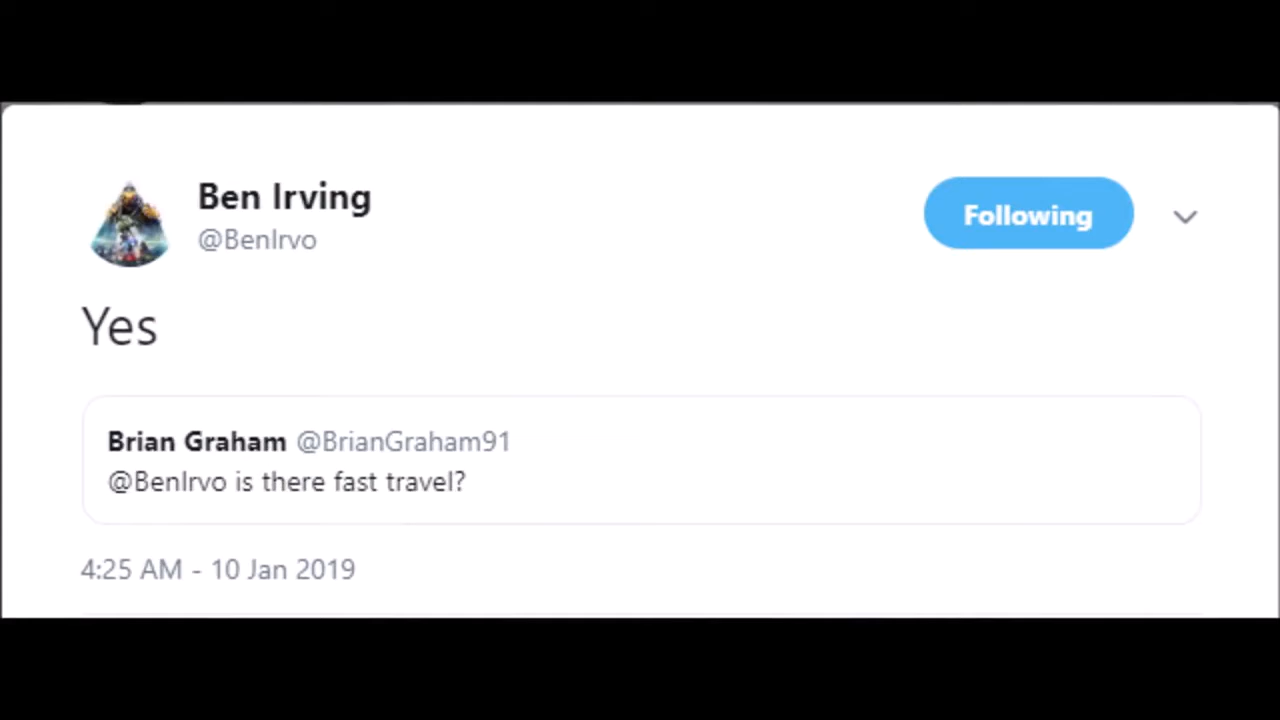 Ben Irving
@BenIrvo
Following
Yes
Brian Graham @BrianGraham91
@BenIrvo is there fast travel?
4:25 AM - 10 Jan 2019